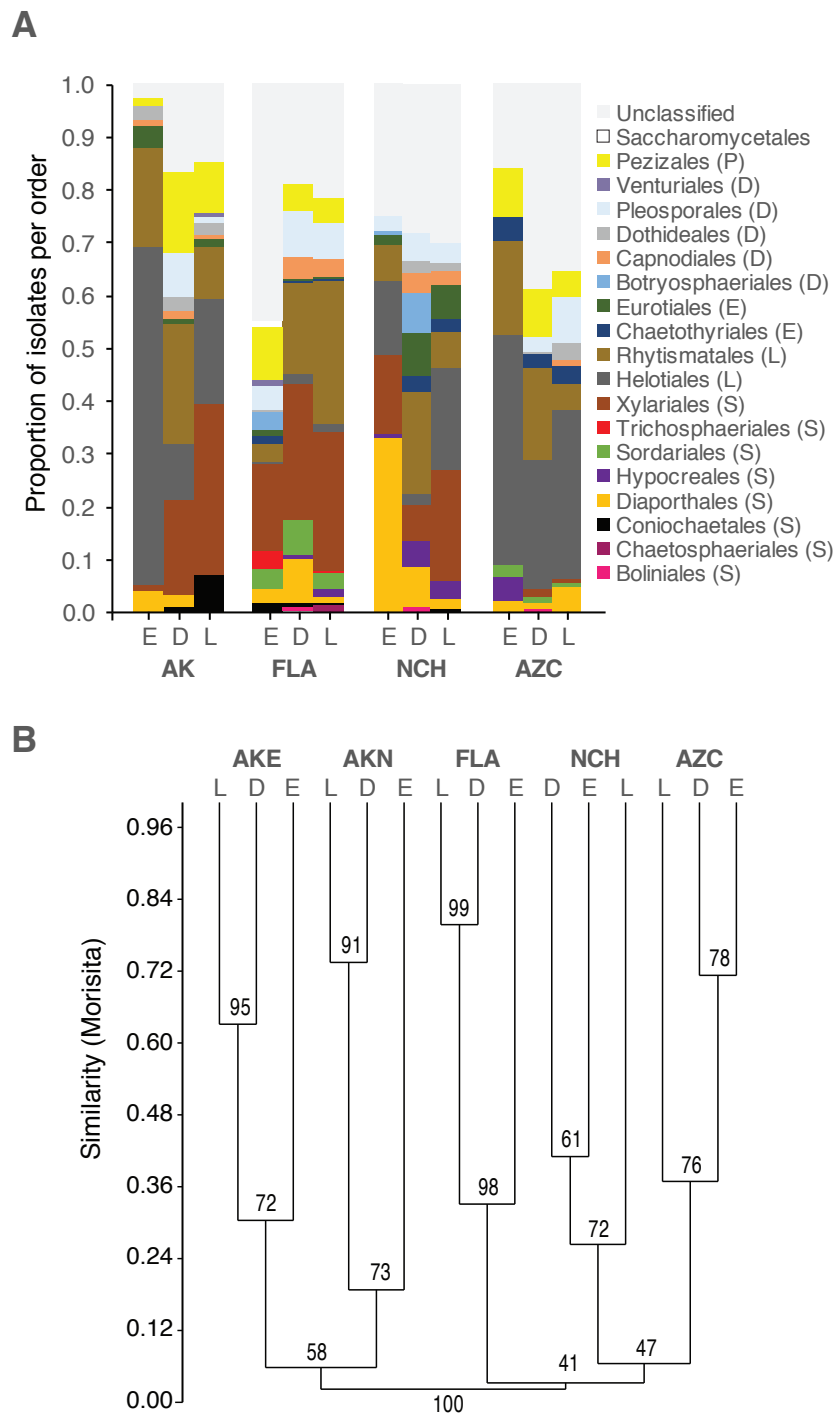 A
Proportion of isolates per order
1.0
0.9
0.8
0.7
0.6
0.5
0.4
0.3
0.2
0.1
0.0
E D L E D L E D L E D L
AK FLA NCH AZC
Unclassified
Saccharomycetales
Pezizales (P)
Venturiales (D)
Pleosporales (D)
Dothideales (D)
Capnodiales (D)
Botryosphaeriales (D)
Eurotiales (E)
Chaetothyriales (E)
Rhytismatales (L)
Helotiales (L)
Xylariales (S)
Trichosphaeriales (S)
Sordariales (S)
Hypocreales (S)
Diaporthales (S)
Coniochaetales (S)
Chaetosphaeriales (S)
Boliniales (S)
B
AKE AKN FLA NCH AZC
L D E L D E L D E D E L L D E
Similarity (Morisita)
0.96
0.84
0.72
0.60
0.48
0.36
0.24
0.12
0.00
99
91
78
95
61
76
98
72
72
73
58
47
41
100